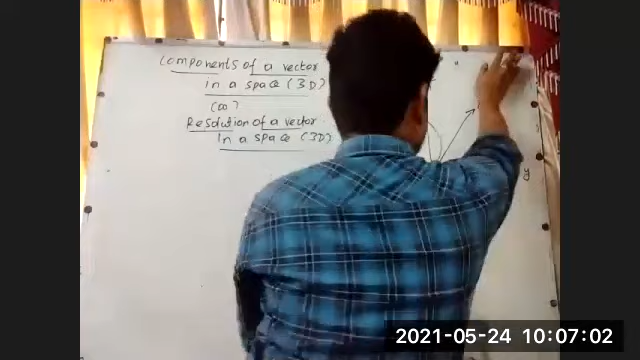 Components of a vector
in a space (3D)
(or)
Resolution of a vector
In a space (3D).
y
2021-05-24 10:07:02